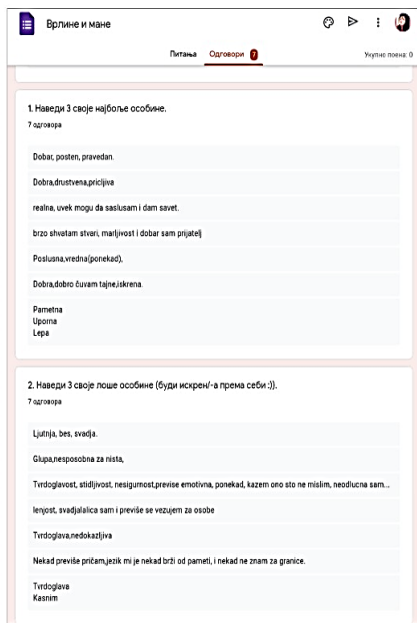 Врлине и мане
Питања Одговори 7
Укупно поена: 0
1. Наведи 3 своје најбоље особине.
7 одговора
Dobar, posten, pravedan.
Dobra,drustvena,pricljiva
realna, uvek mogu da saslusam i dam savet.
brzo shvatam stvari, marljivost i dobar sam prijatelj
Poslusna,vredna(ponekad),
Dobra,dobro čuvam tajne,iskrena.
Pametna
Uporna
Lepa
2. Наведи 3 своје лоше особине (буди искрен/-а према себи :)).
7 одговора
Ljutnja, bes, svadja.
Glupa,nesposobna za nista,
Tvrdoglavost, stidljivost, nesigurnost,previse emotivna, ponekad, kazem ono sto ne mislim, neodlucna sam...
lenjost, svadjalalica sam i previše se vezujem za osobe
Tvrdoglava,nedokazljiva
Nekad previše pričam,jezik mi je nekad brži od pameti, i nekad ne znam za granice.
Tvrdoglava
Kasnim